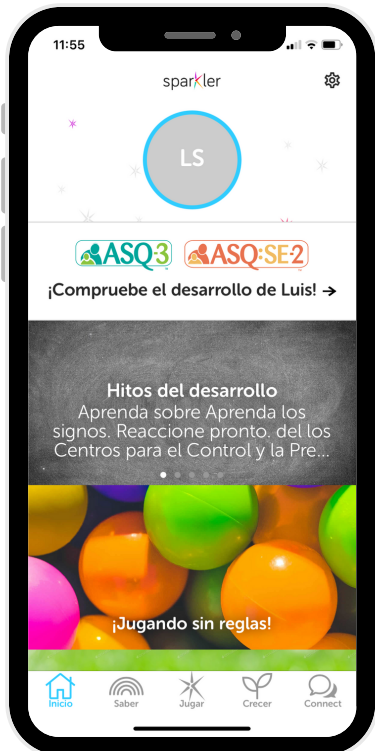 11:55
sparkler
LS
ASQ-3 ASQ:SE-2
¡Compruebe el desarrollo de Luis! →
Hitos del desarrollo
Aprenda sobre Aprenda los
signos. Reaccione pronto. del los
Centros para el Control y la Pre...
¡Jugando sin reglas!
Inicio Saber Jugar Crecer Connect